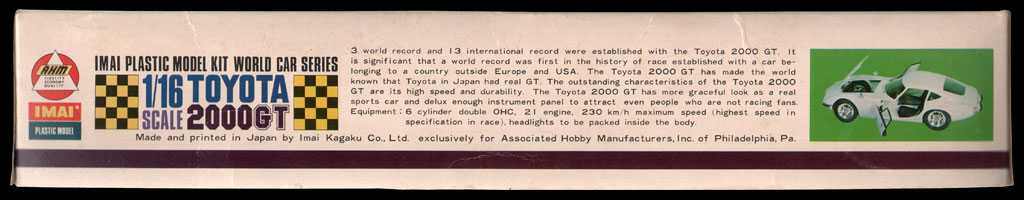 AHM
FIDELITY
ECONOMY
QUALITY
IMAI
PLASTIC MODEL
IMAI PLASTIC MODEL KIT WORLD CAR SERIES
1/16 TOYOTA
SCALE 2000GT
3 world record and 13 international record were established with the Toyota 2000 GT. It
is significant that a world record was first in the history of race established with a car be-
longing to a country outside Europe and USA. The Toyota 2000 GT has made the world
known that Toyota in Japan had real GT. The outstanding characteristics of the Toyota 2000
GT are its high speed and durability. The Toyota 2000 GT has more graceful look as a real
sports car and delux enough instrument panel to attract even people who are not racing fans.
Equipment: 6 cylinder double OHC, 2l engine, 230 km/h maximum speed (highest speed in
specification in race), headlights to be packed inside the body.
Made and printed in Japan by Imai Kagaku Co., Ltd. exclusively for Associated Hobby Manufacturers, Inc. of Philadelphia, Pa.